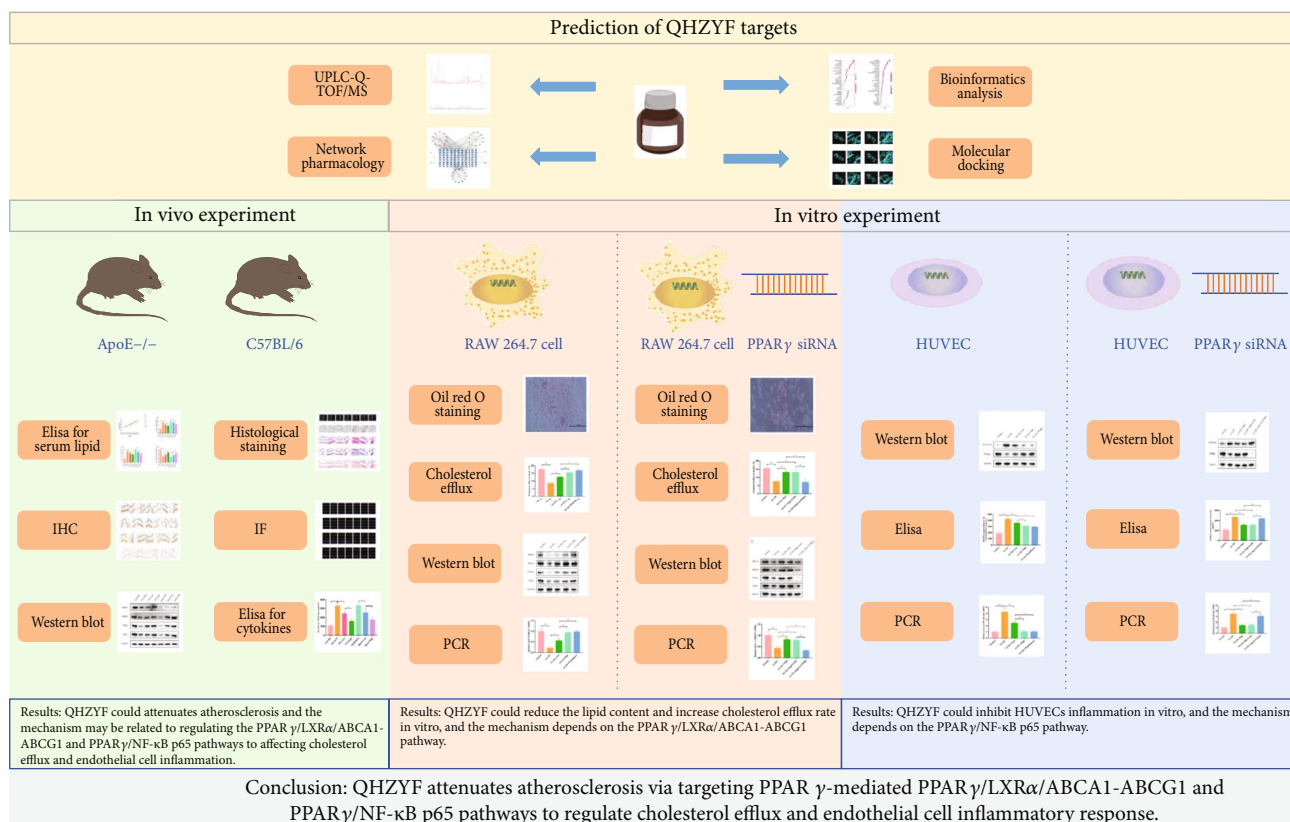 Prediction of QHZYF targets
UPLC-Q-
TOF/MS
Bioinformatics
analysis
Network
pharmacology
Molecular
docking
In vivo experiment
In vitro experiment
ApoE−/−
C57BL/6
RAW 264.7 cell
RAW 264.7 cell
PPARγ siRNA
HUVEC
HUVEC
PPARγ siRNA
Elisa for
serum lipid
Histological
staining
IHC
IF
Western blot
Elisa for
cytokines
Oil red O
staining
Cholesterol
efflux
Western blot
PCR
Oil red O
staining
Cholesterol
efflux
Western blot
PCR
Western blot
Elisa
PCR
Western blot
Elisa
PCR
Results: QHZYF could attenuates atherosclerosis and the
mechanism may be related to regulating the PPAR γ/LXRα/ABCA1-
ABCG1 and PPARγ/NF-κB p65 pathways to affecting cholesterol
efflux and endothelial cell inflammation.
Results: QHZYF could reduce the lipid content and increase cholesterol efflux rate
in vitro, and the mechanism depends on the PPAR γ/LXRα/ABCA1-ABCG1
pathway.
Results: QHZYF could inhibit HUVECs inflammation in vitro, and the mechanism
depends on the PPARγ/NF-κB p65 pathway.
Conclusion: QHZYF attenuates atherosclerosis via targeting PPAR γ-mediated PPARγ/LXRα/ABCA1-ABCG1 and
PPARγ/NF-κB p65 pathways to regulate cholesterol efflux and endothelial cell inflammatory response.